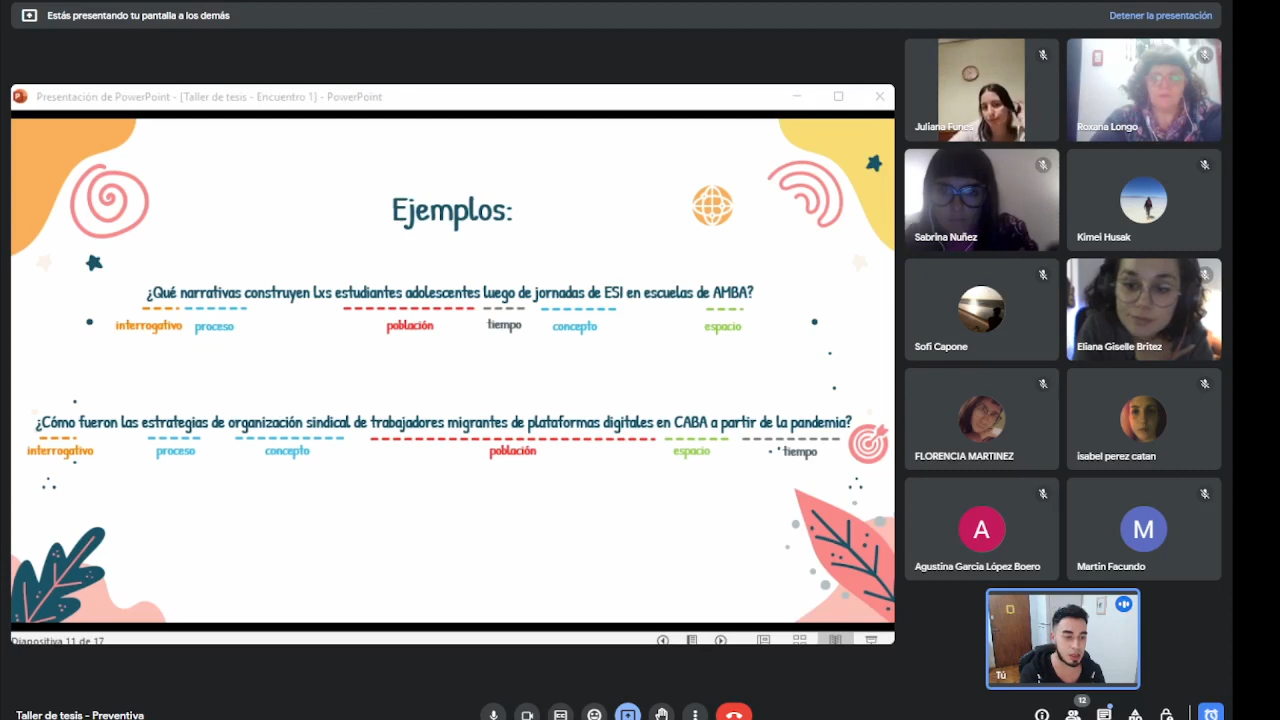 Estás presentando tu pantalla a los demás
Detener la presentación
Presentación de PowerPoint - [Taller de tesis - Encuentro 1] - PowerPoint
Ejemplos:
¿Qué narrativas construyen lxs estudiantes adolescentes luego de jornadas de ESI en escuelas de AMBA?
interrogativo proceso población tiempo concepto espacio
¿Cómo fueron las estrategias de organización sindical de trabajadores migrantes de plataformas digitales en CABA a partir de la pandemia?
interrogativo proceso concepto población espacio tiempo
Diapositiva 11 de 17
Juliana Funes
Roxana Longo
Sabrina Nuñez
Kimei Husak
Sofi Capone
Eliana Giselle Britez
FLORENCIA MARTINEZ
isabel perez catan
A
Agustina Garcia López Boero
M
Martin Facundo
Tú
12
Taller de tesis - Preventiva